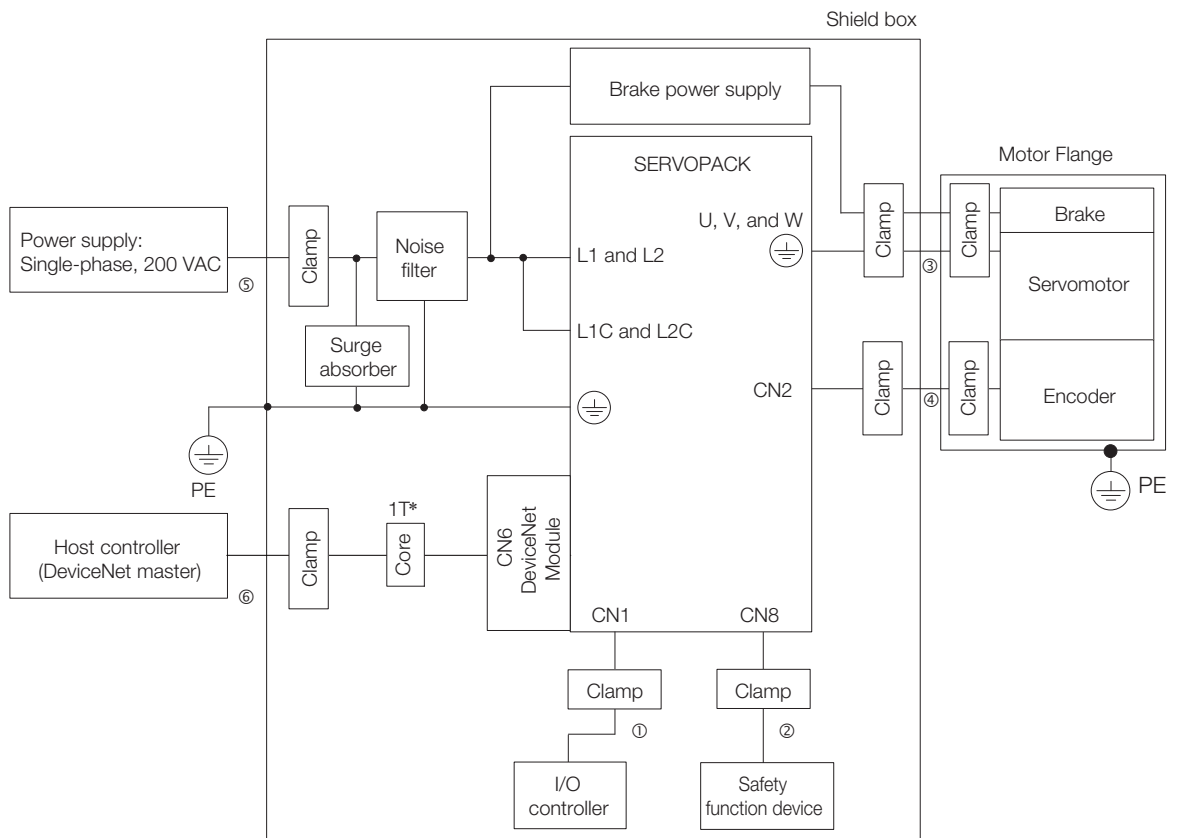 Shield box
Brake power supply
SERVOPACK
Motor Flange
Power supply:
Single-phase, 200 VAC
⑤
Clamp
Noise
filter
L1 and L2
U, V, and W
Clamp
③
Clamp
Brake
Servomotor
Surge
absorber
L1C and L2C
CN2
Clamp
④
Clamp
Encoder
PE
PE
Host controller
(DeviceNet master)
⑥
Clamp
1T*
Core
CN6
DeviceNet
Module
CN1
CN8
Clamp
Clamp
①
②
I/O
controller
Safety
function device